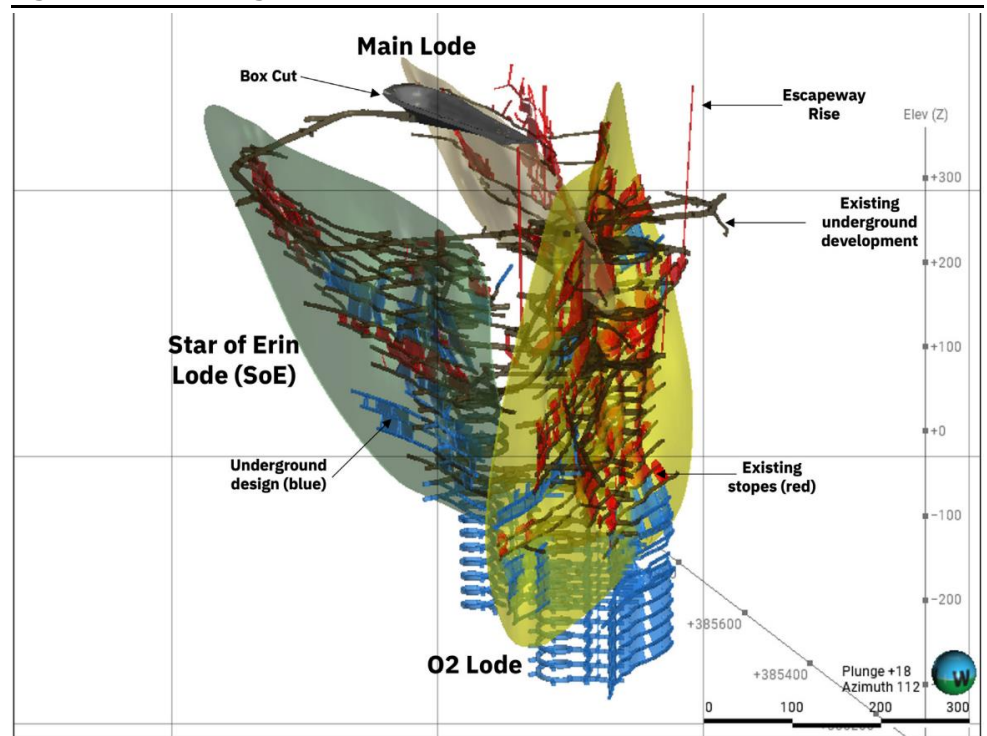 Main Lode
Box Cut
Escapeway
Rise
Elev (Z)
+300
Existing
underground
development
+200
Star of Erin
Lode (SoE)
+100
+0
Underground
design (blue)
Existing
stopes (red)
-100
-200
+385600
O2 Lode
+385400
Plunge +18
Azimuth 112
W
0 100 200 300